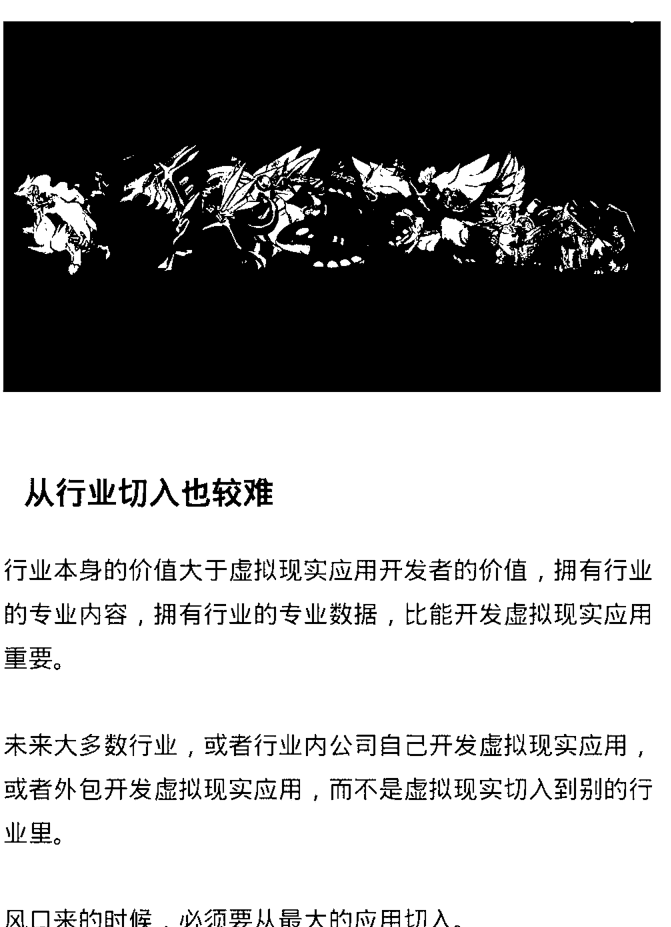 从行业切入也较难
行业本身的价值大于虚拟现实应用开发者的价值，拥有行业
的专业内容，拥有行业的专业数据，比能开发虚拟现实应用
重要。
未来大多数行业，或者行业内公司自己开发虚拟现实应用，
或者外包开发虚拟现实应用，而不是虚拟现实切入到别的行
业里。
风口来的时候，必须要从最大的应用切入。